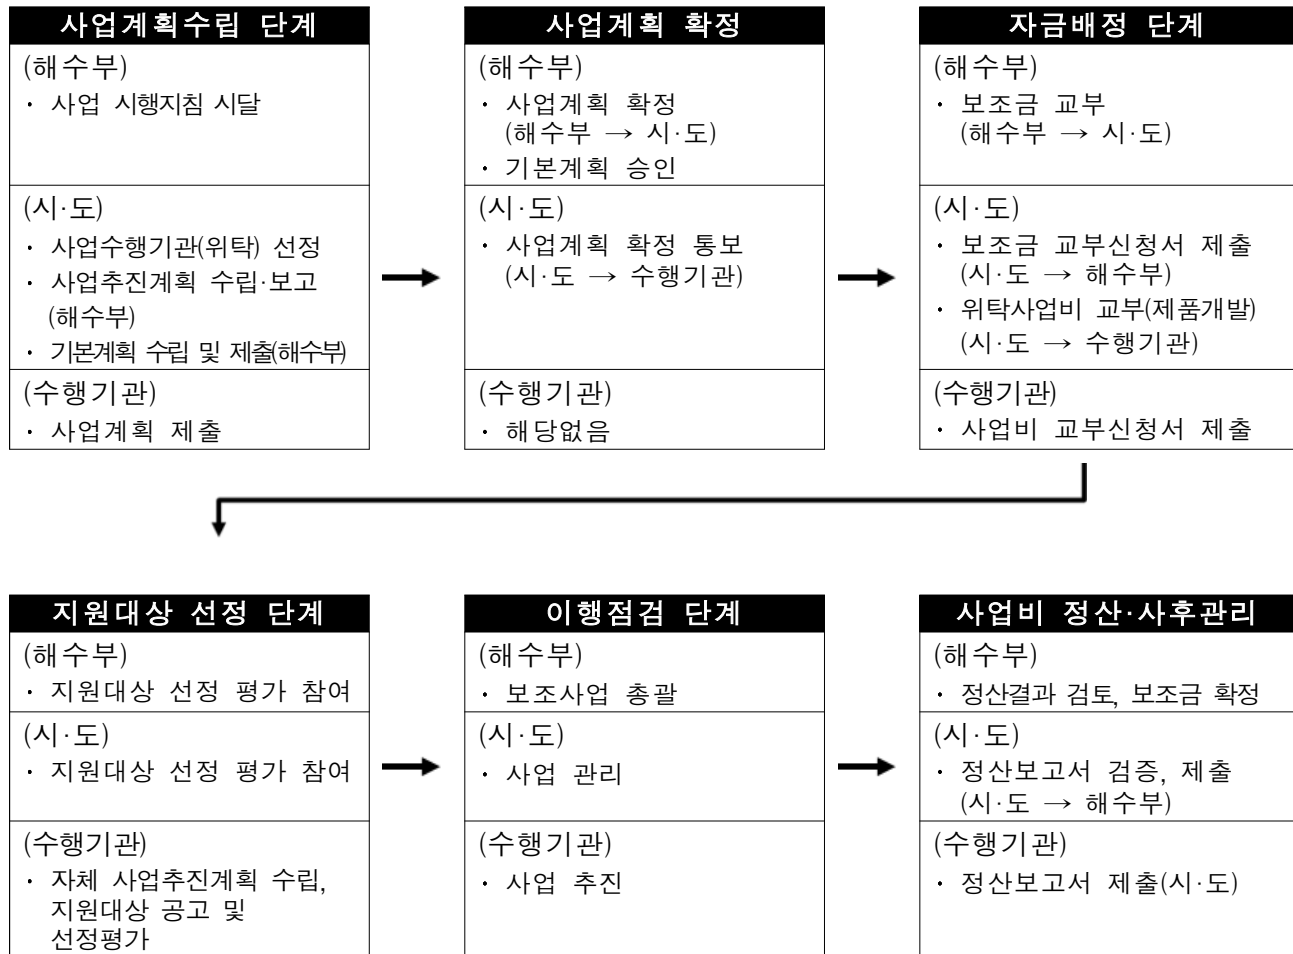 사업계획수립 단계
(해수부)
· 사업 시행지침 시달
(시·도)
· 사업수행기관(위탁) 선정
· 사업추진계획 수립·보고
(해수부)
· 기본계획 수립 및 제출(해수부)
(수행기관)
· 사업계획 제출
사업계획 확정
(해수부)
· 사업계획 확정
(해수부 → 시·도)
· 기본계획 승인
(시·도)
· 사업계획 확정 통보
(시·도 → 수행기관)
(수행기관)
· 해당없음
자금배정 단계
(해수부)
· 보조금 교부
(해수부 → 시·도)
(시·도)
· 보조금 교부신청서 제출
(시·도 → 해수부)
· 위탁사업비 교부(제품개발)
(시·도 → 수행기관)
(수행기관)
· 사업비 교부신청서 제출
지원대상 선정 단계
(해수부)
· 지원대상 선정 평가 참여
(시·도)
· 지원대상 선정 평가 참여
(수행기관)
· 자체 사업추진계획 수립,
지원대상 공고 및
선정평가
이행점검 단계
(해수부)
· 보조사업 총괄
(시·도)
· 사업 관리
(수행기관)
· 사업 추진
사업비 정산·사후관리
(해수부)
· 정산결과 검토, 보조금 확정
(시·도)
· 정산보고서 검증, 제출
(시·도 → 해수부)
(수행기관)
· 정산보고서 제출(시·도)